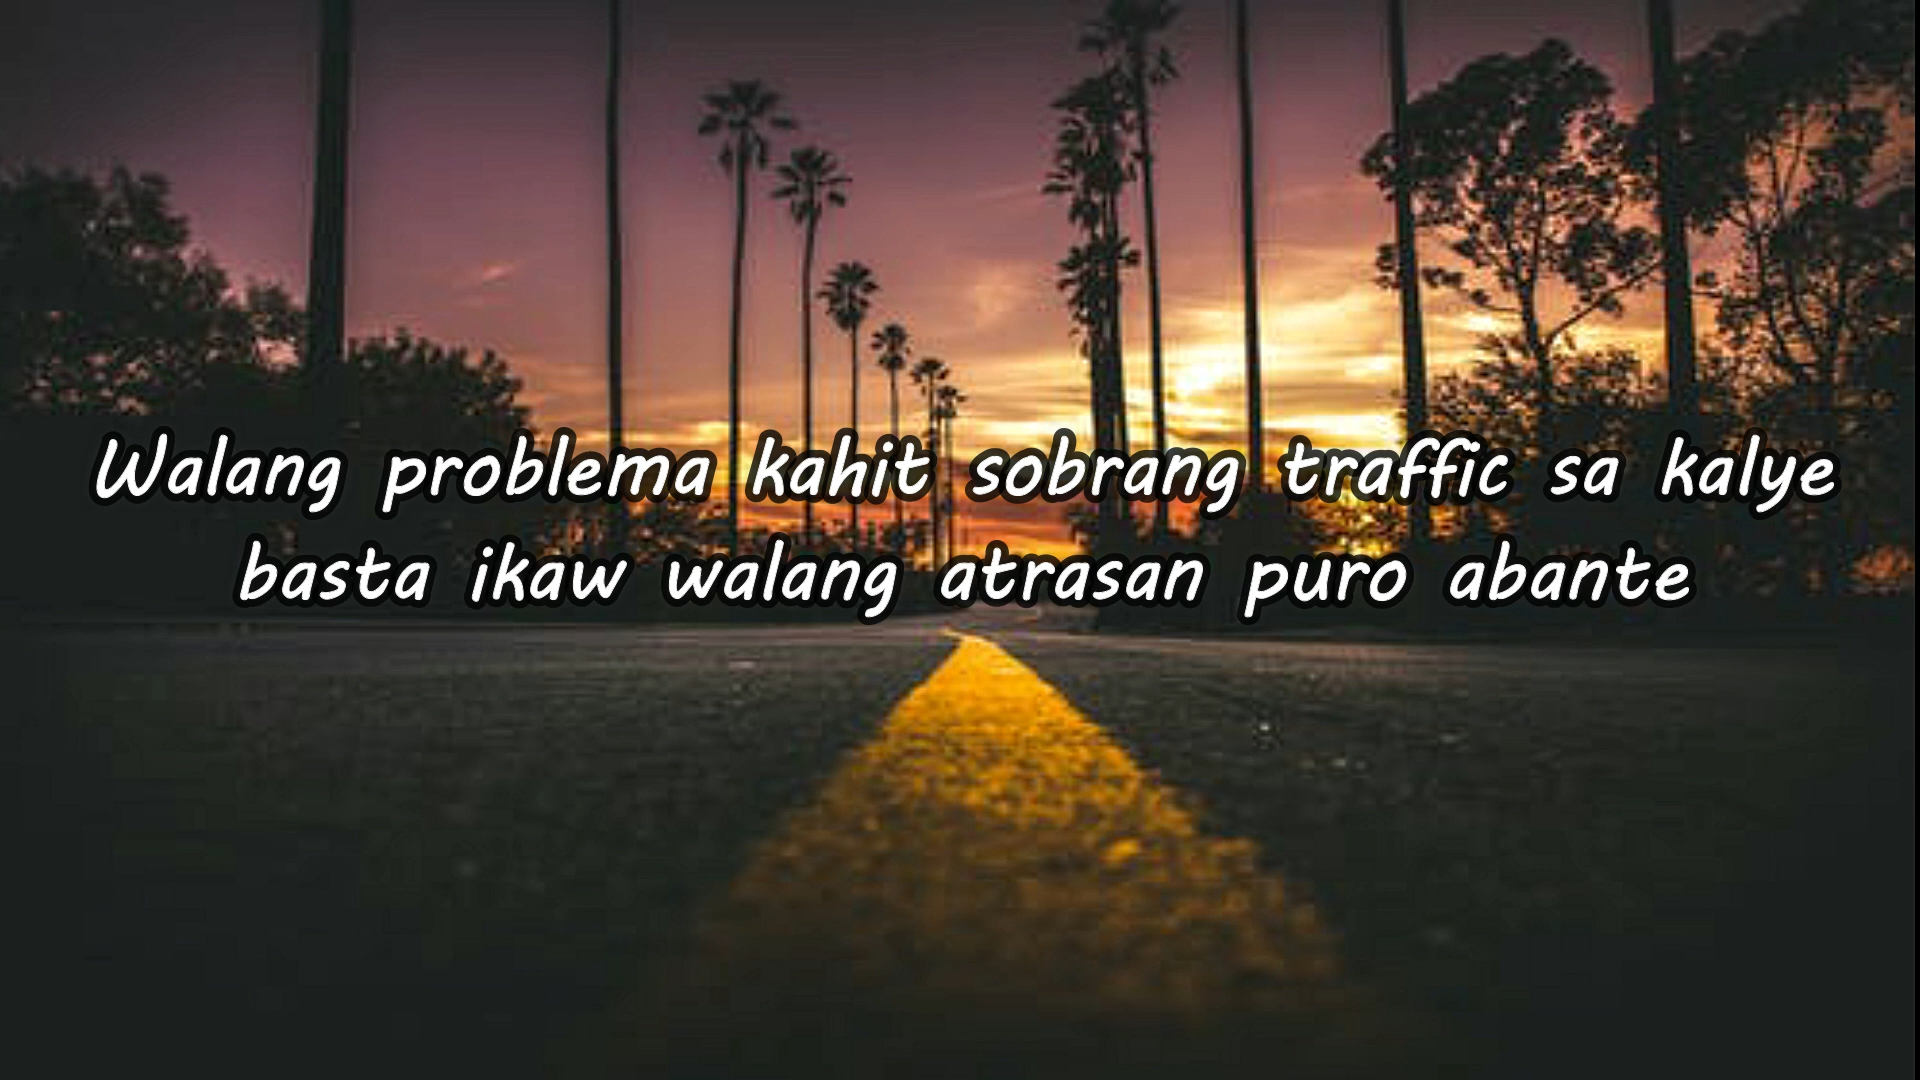 Walang problema kahit sobrang traffic sa kalye
basta ikaw walang atrasan puro abante